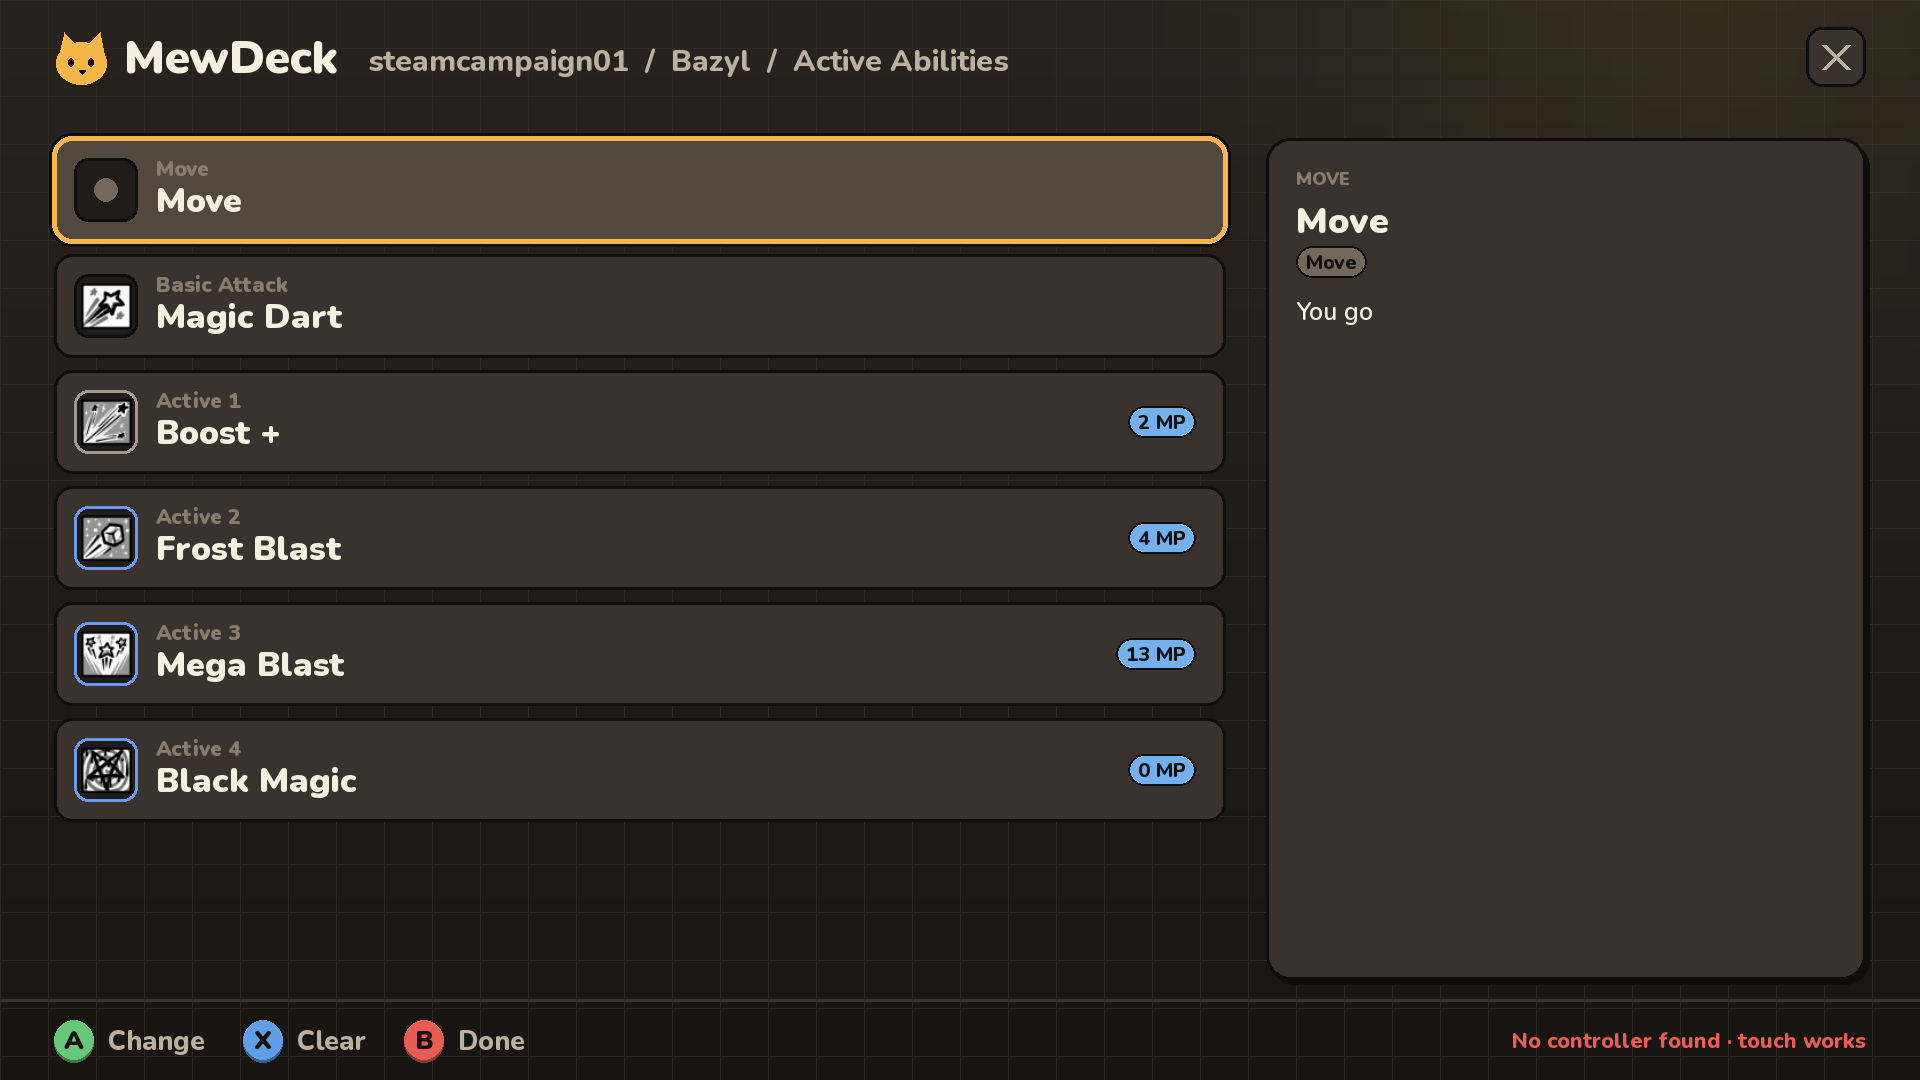 MewDeck
steamcampaign01 / Bazyl / Active Abilities
Move
Move
Basic Attack
Magic Dart
Active 1
Boost +
2 MP
Active 2
Frost Blast
4 MP
Active 3
Mega Blast
13 MP
Active 4
Black Magic
0 MP
MOVE
Move
Move
You go
A Change
X Clear
B Done
No controller found · touch works